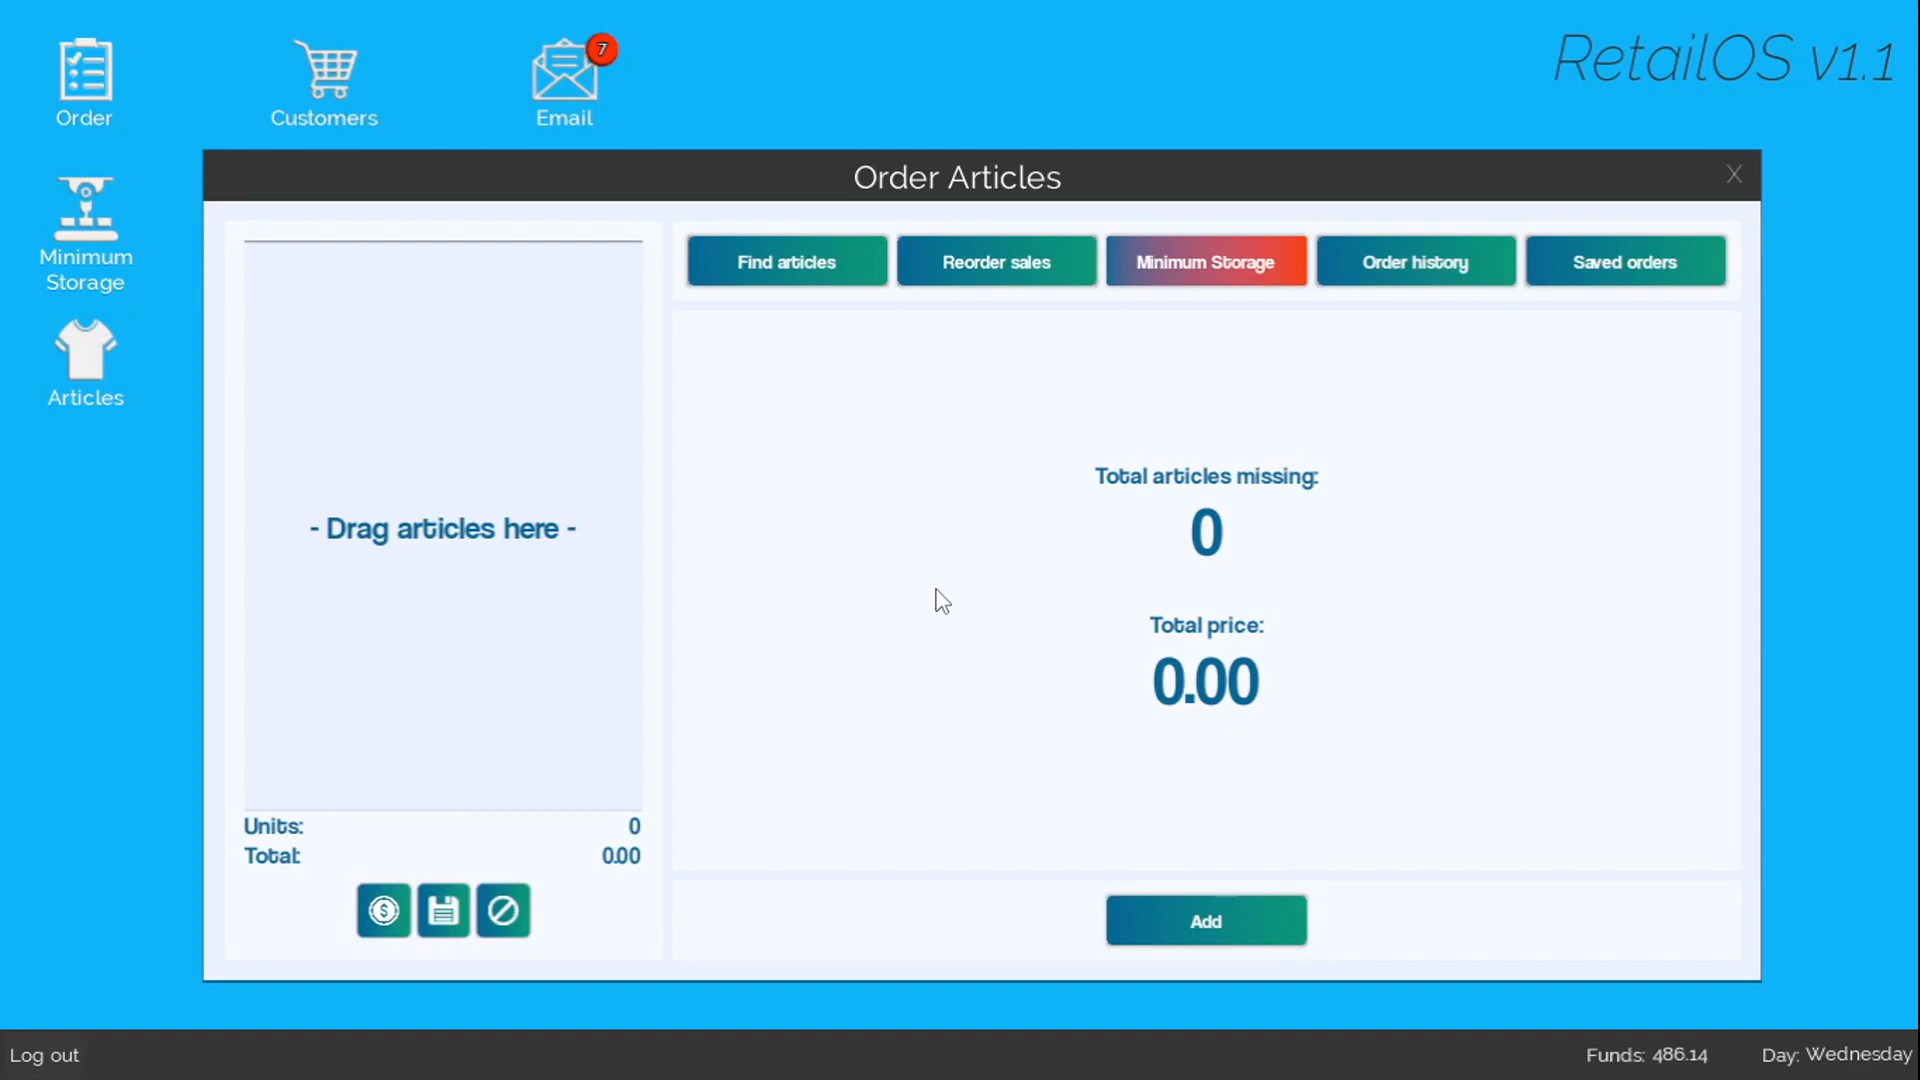 RetailOS v1.1
7
Order
Customers
Email
Minimum
Storage
Articles
Order Articles
X
Find articles
Reorder sales
Minimum Storage
Order history
Saved orders
- Drag articles here -
Units: 0
Total: 0.00
Total articles missing:
0
Total price:
0.00
Add
Log out
Funds: 486.14
Day: Wednesday